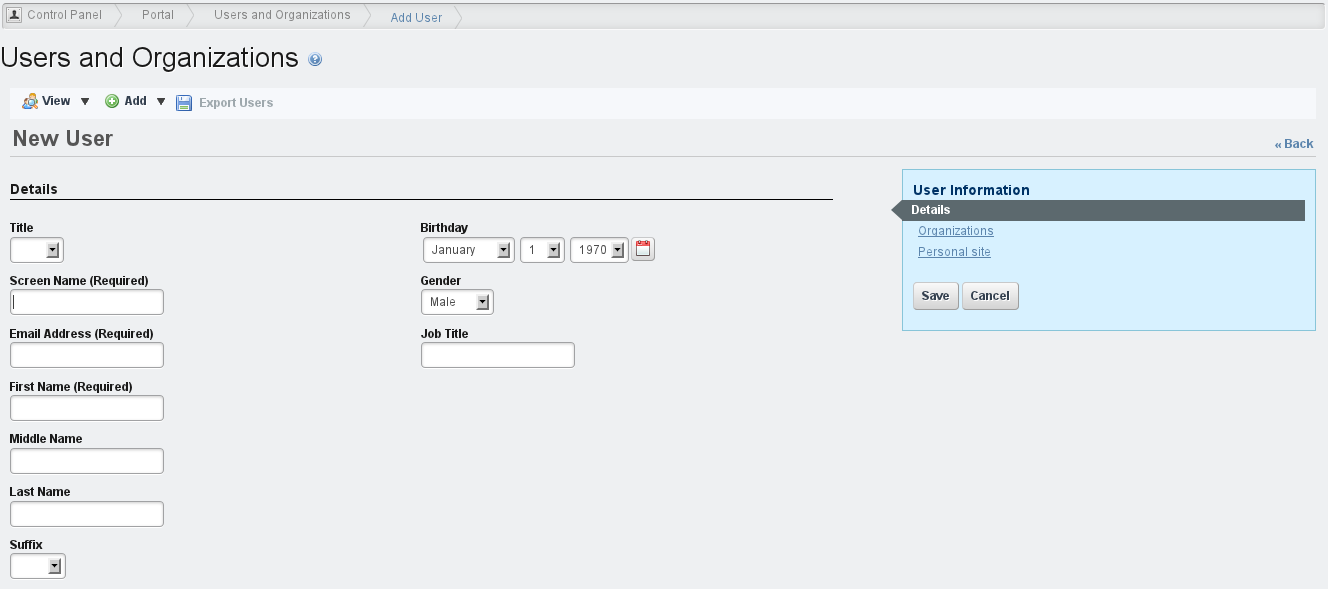 Control Panel Portal Users and Organizations Add User
Users and Organizations
View Add Export Users
New User
« Back
Details
Title
Screen Name (Required)
Email Address (Required)
First Name (Required)
Middle Name
Last Name
Suffix
Birthday
January 1 1970
Gender
Male
Job Title
User Information
Details
Organizations
Personal site
Save Cancel